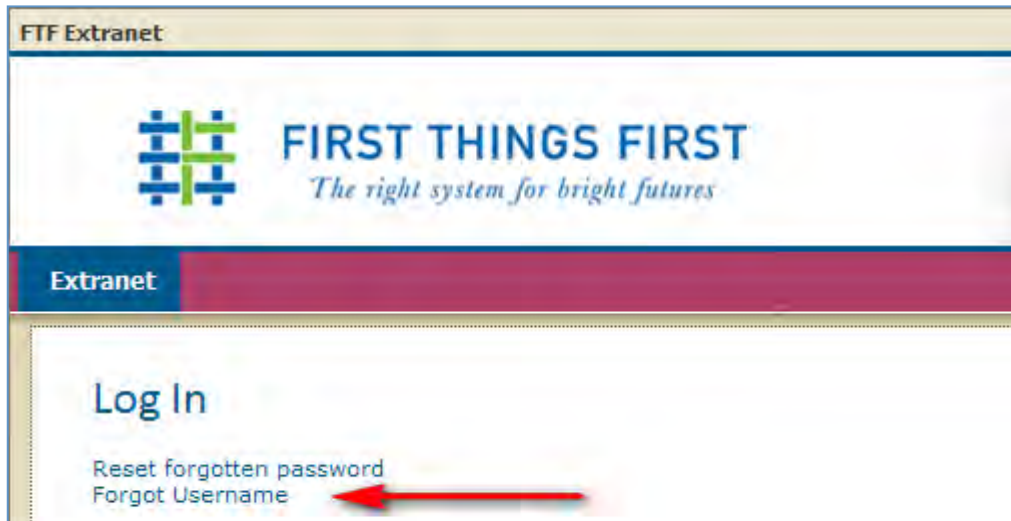 FTF Extranet
FIRST THINGS FIRST
The right system for bright futures
Extranet
Log In
Reset forgotten password
Forgot Username